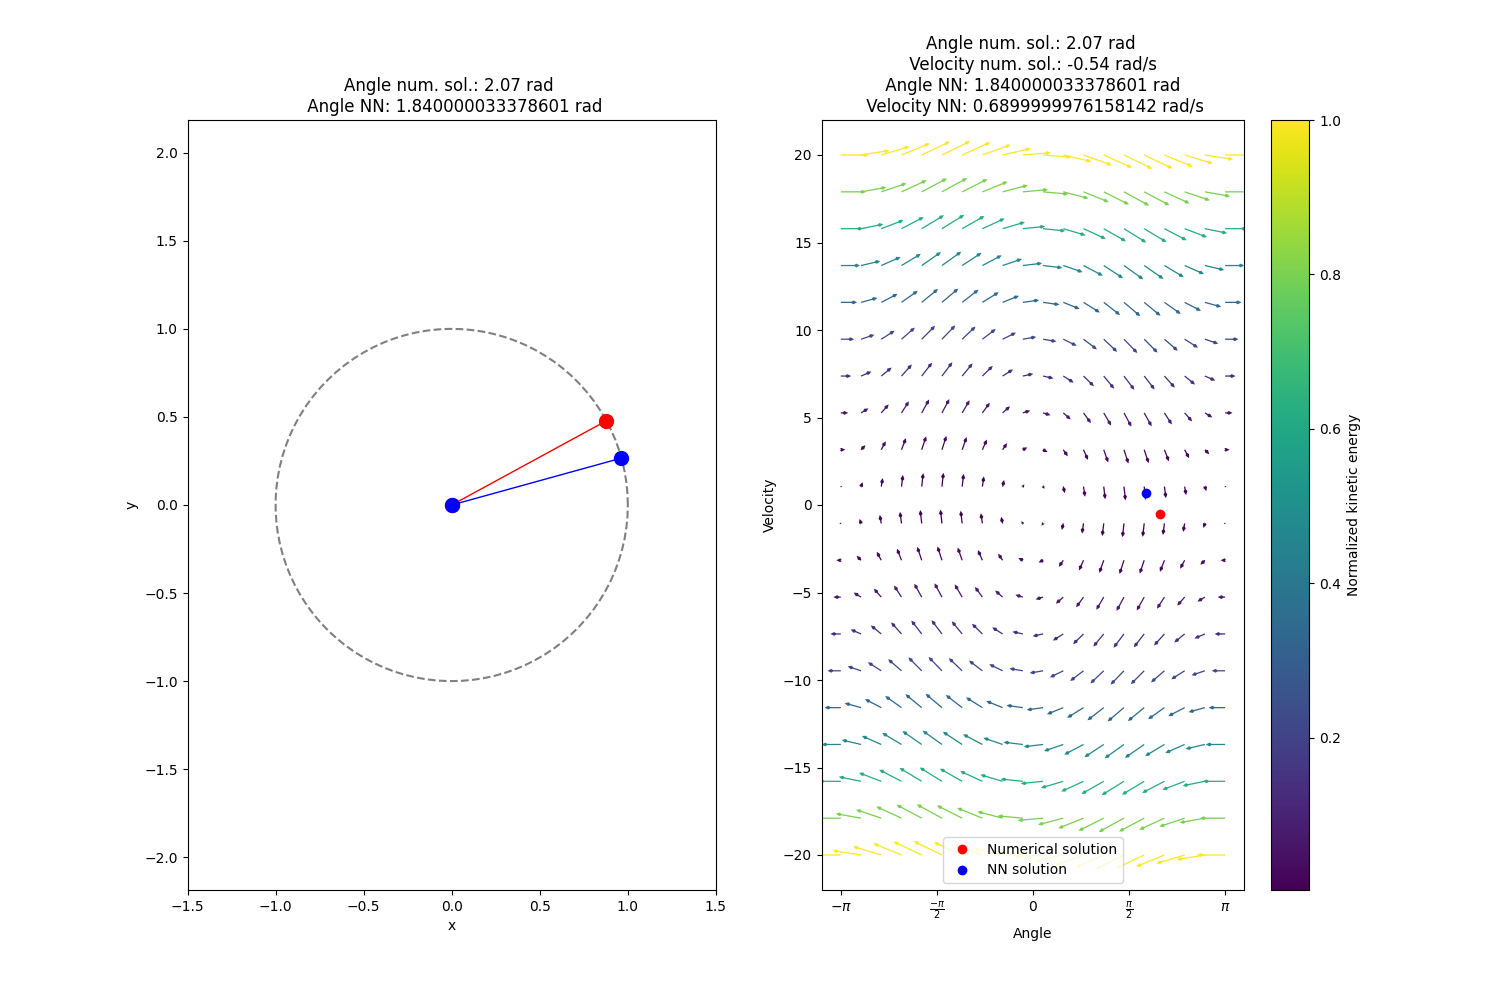 Angle num. sol.: 2.07 rad
Angle NN: 1.840000033378601 rad
2.0
1.5
1.0
0.5
0.0
−0.5
−1.0
−1.5
−2.0
y
−1.5 −1.0 −0.5 0.0 0.5 1.0 1.5
x
Angle num. sol.: 2.07 rad
Velocity num. sol.: -0.54 rad/s
Angle NN: 1.840000033378601 rad
Velocity NN: 0.6899999976158142 rad/s
20
15
10
5
0
−5
−10
−15
−20
Velocity
Numerical solution
NN solution
−π −π/2 0 π/2 π
Angle
1.0
0.8
0.6
0.4
0.2
Normalized kinetic energy